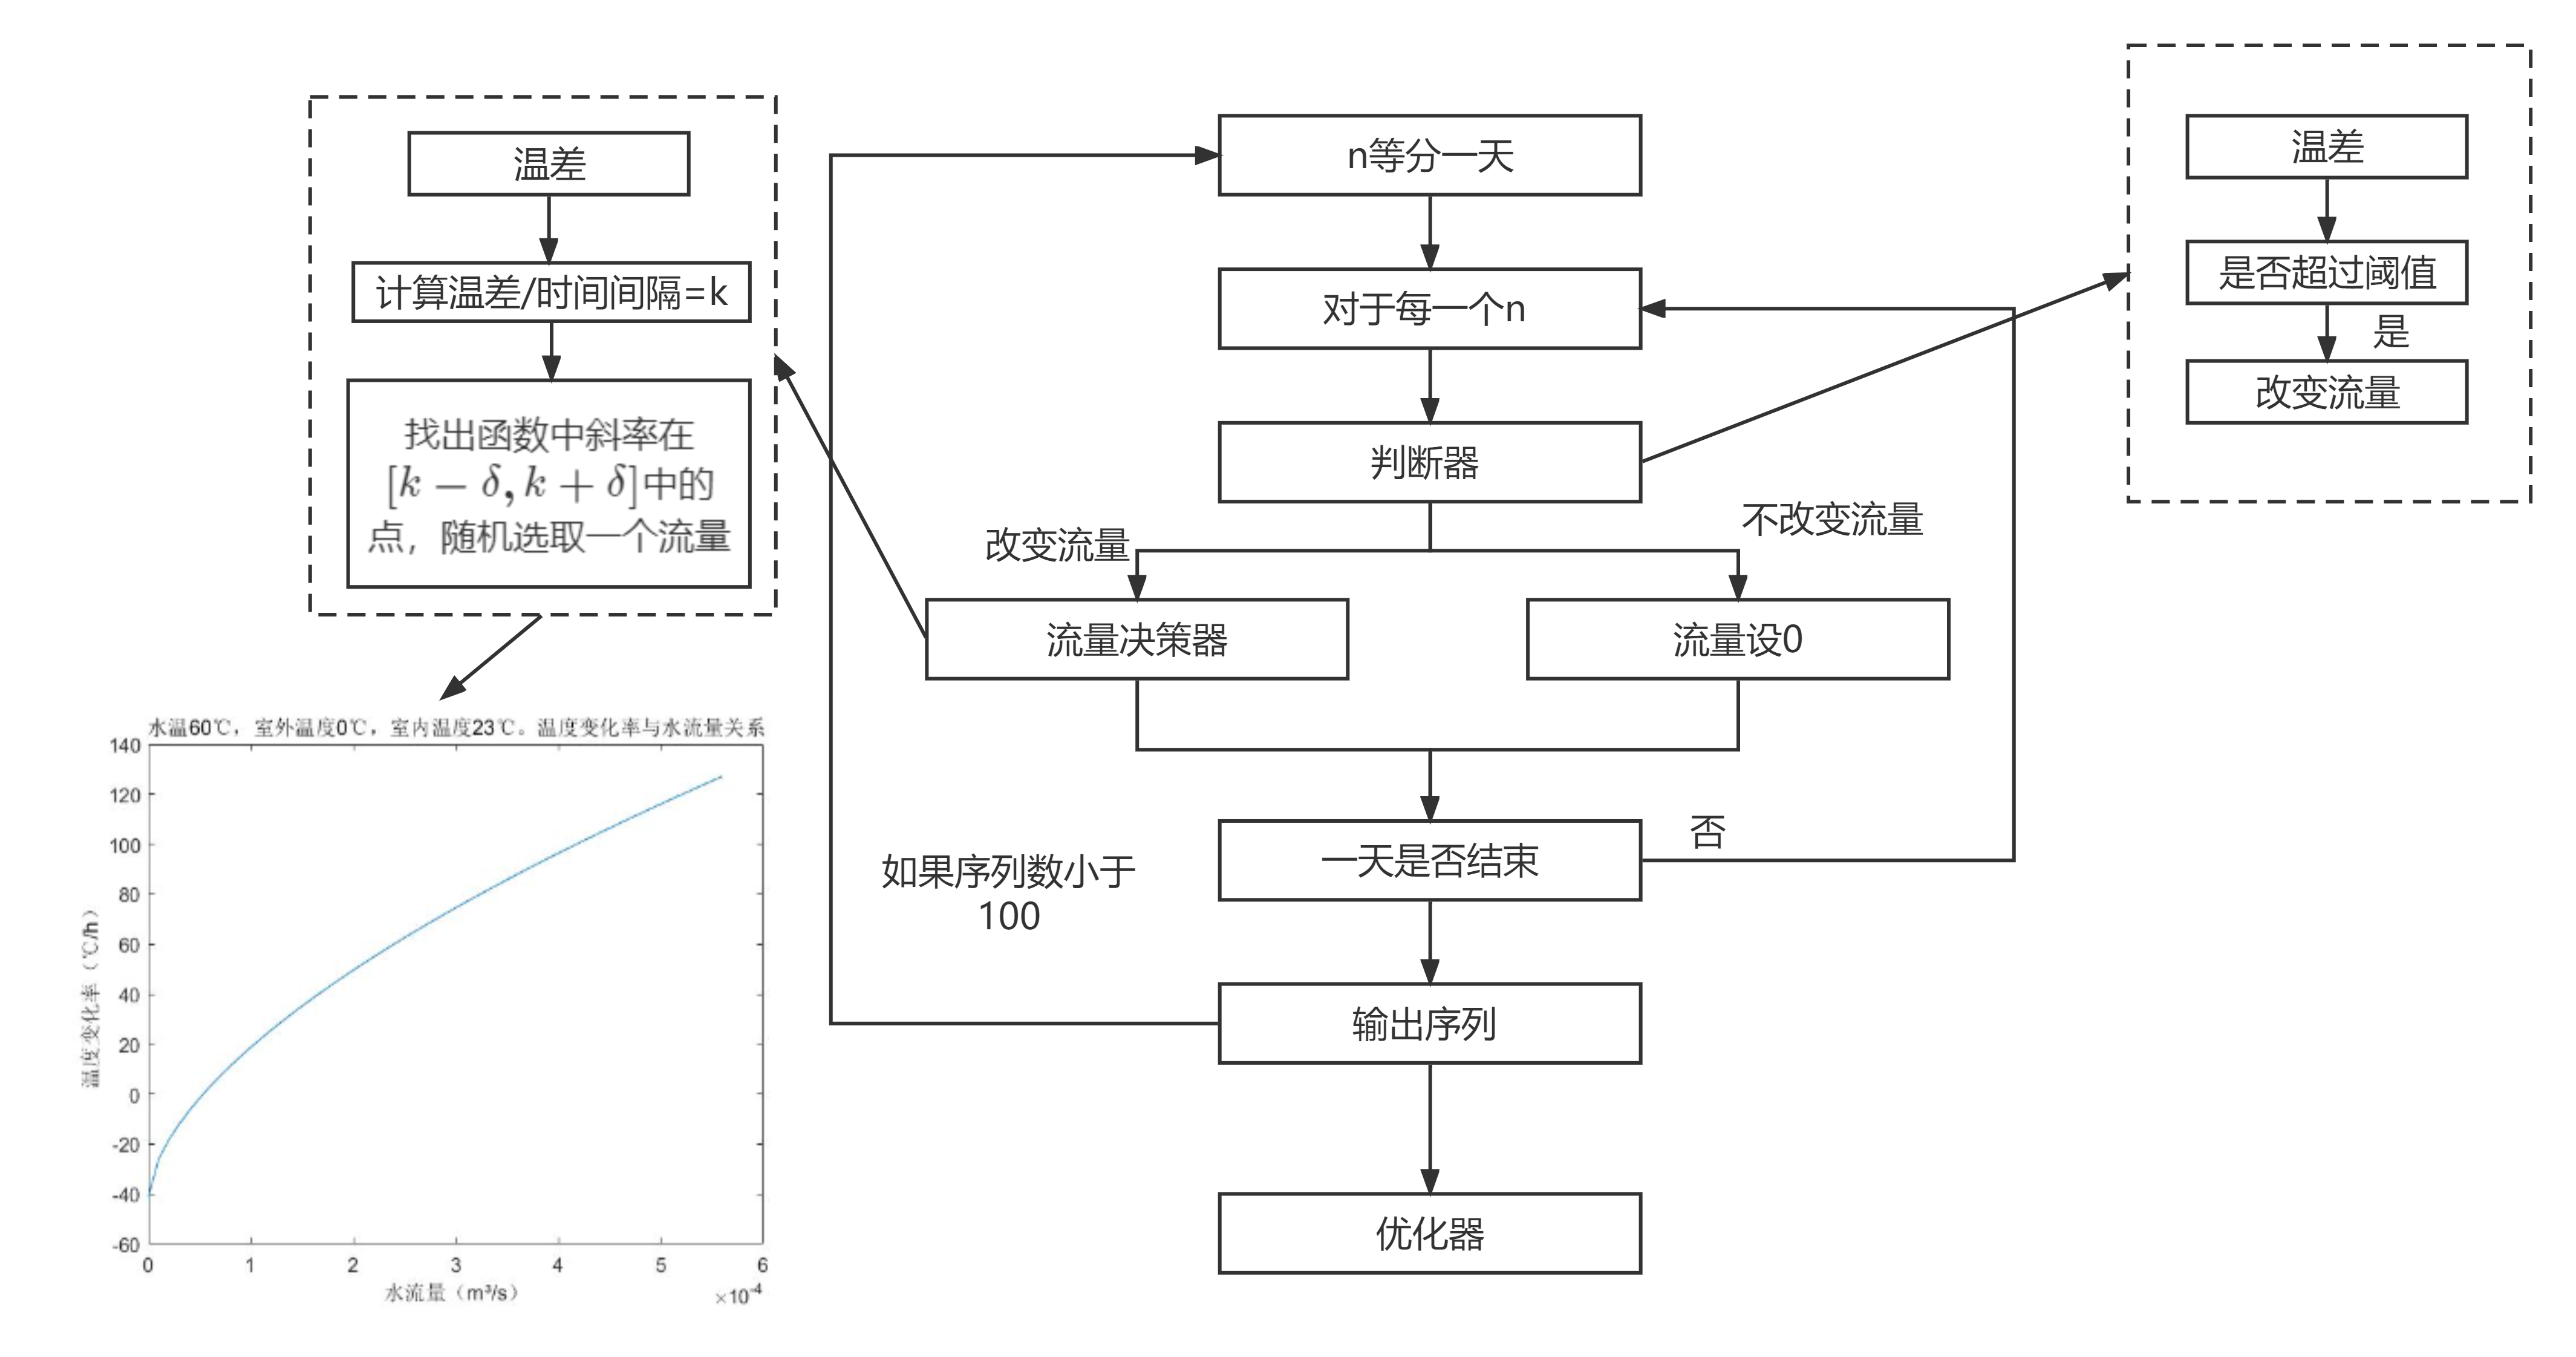 温差
计算温差/时间间隔=k
找出函数中斜率在
[k − δ, k + δ]中的
点，随机选取一个流量
n等分一天
对于每一个n
判断器
改变流量
不改变流量
流量决策器
流量设0
一天是否结束
否
如果序列数小于
100
输出序列
优化器
温差
是否超过阈值
是
改变流量
水温60℃，室外温度0℃，室内温度23℃。温度变化率与水流量关系
140
120
100
80
60
40
20
0
-20
-40
-60
温度变化率（℃/h）
0 1 2 3 4 5 6
水流量（m³/s）
×10⁻⁴